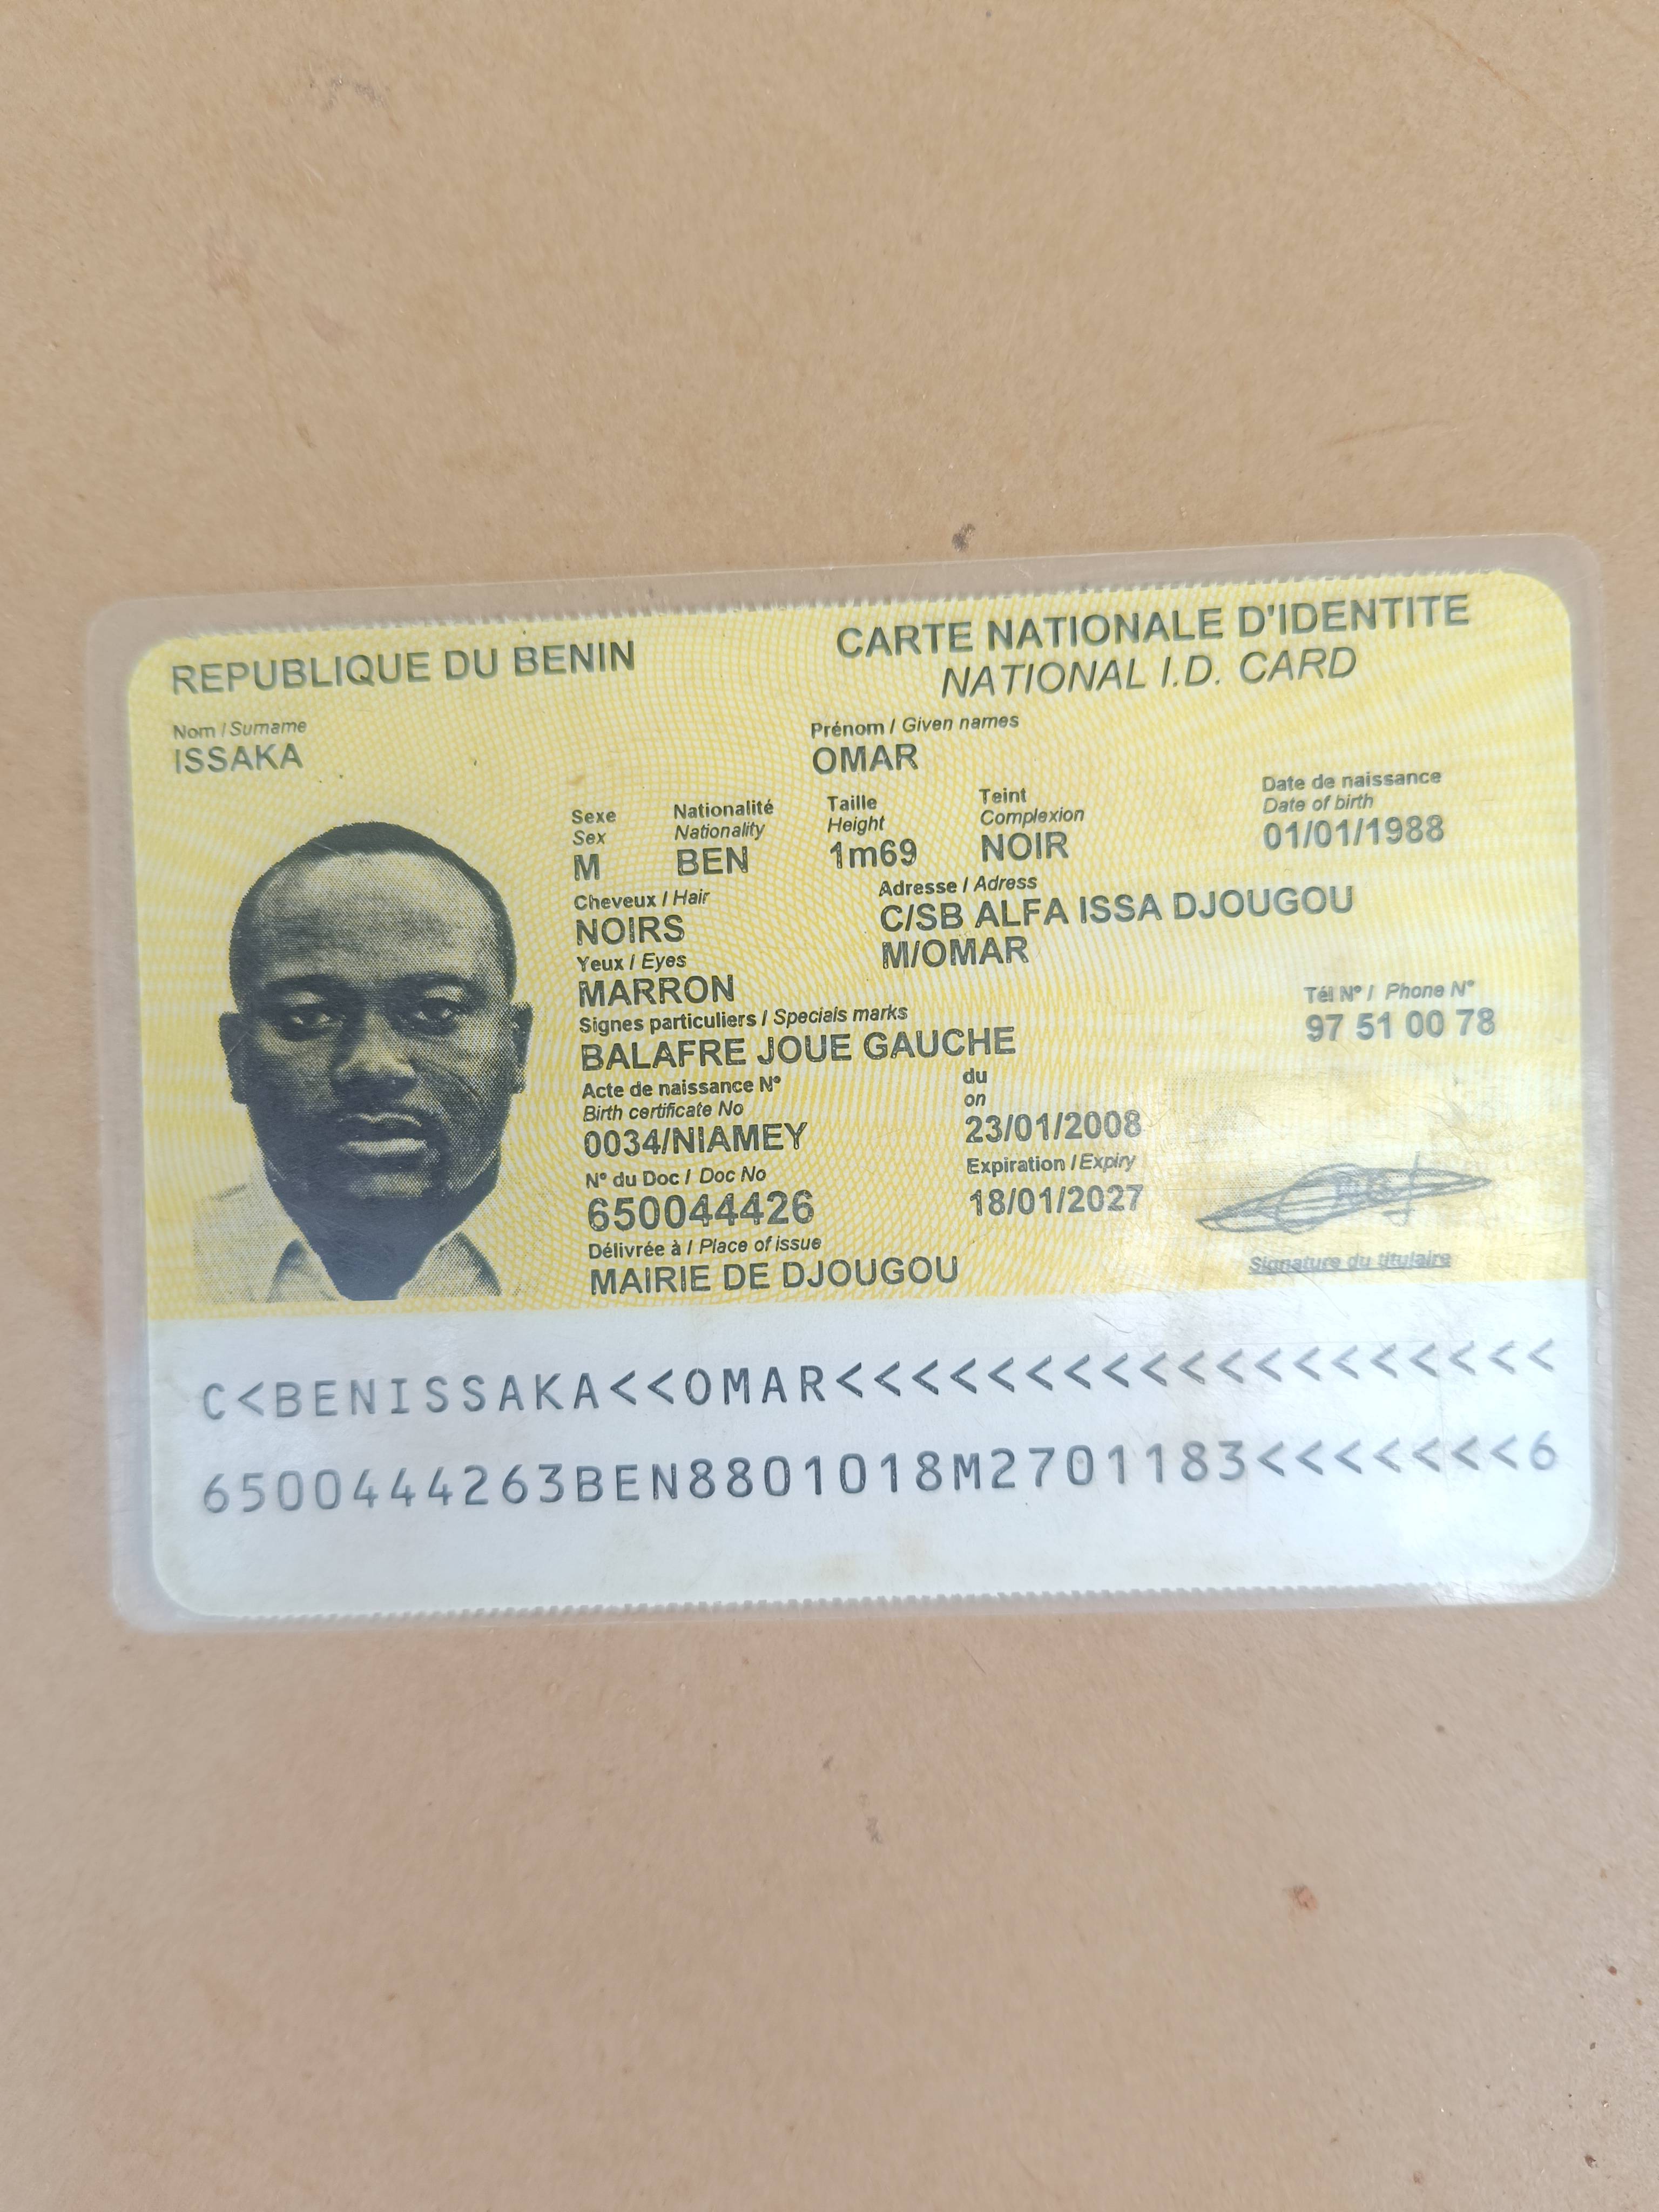 REPUBLIQUE DU BENIN
CARTE NATIONALE D'IDENTITE
NATIONAL I.D. CARD
Nom / Surname
ISSAKA
Prénom / Given names
OMAR
Sexe
Sex
M
Nationalité
Nationality
BEN
Taille
Height
1m69
Teint
Complexion
NOIR
Date de naissance
Date of birth
01/01/1988
Cheveux / Hair
NOIRS
Adresse / Adress
C/SB ALFA ISSA DJOUGOU
M/OMAR
Yeux / Eyes
MARRON
Tél N° / Phone N°
97 51 00 78
Signes particuliers / Specials marks
BALAFRE JOUE GAUCHE
Acte de naissance N°
Birth certificate No
0034/NIAMEY
du
on
23/01/2008
N° du Doc / Doc No
650044426
Expiration / Expiry
18/01/2027
Délivrée à / Place of issue
MAIRIE DE DJOUGOU
Signature du titulaire
C<BENISSAKA<<OMAR<<<<<<<<<<<<<<<<<<<
6500444263BEN8801018M2701183<<<<<<<6